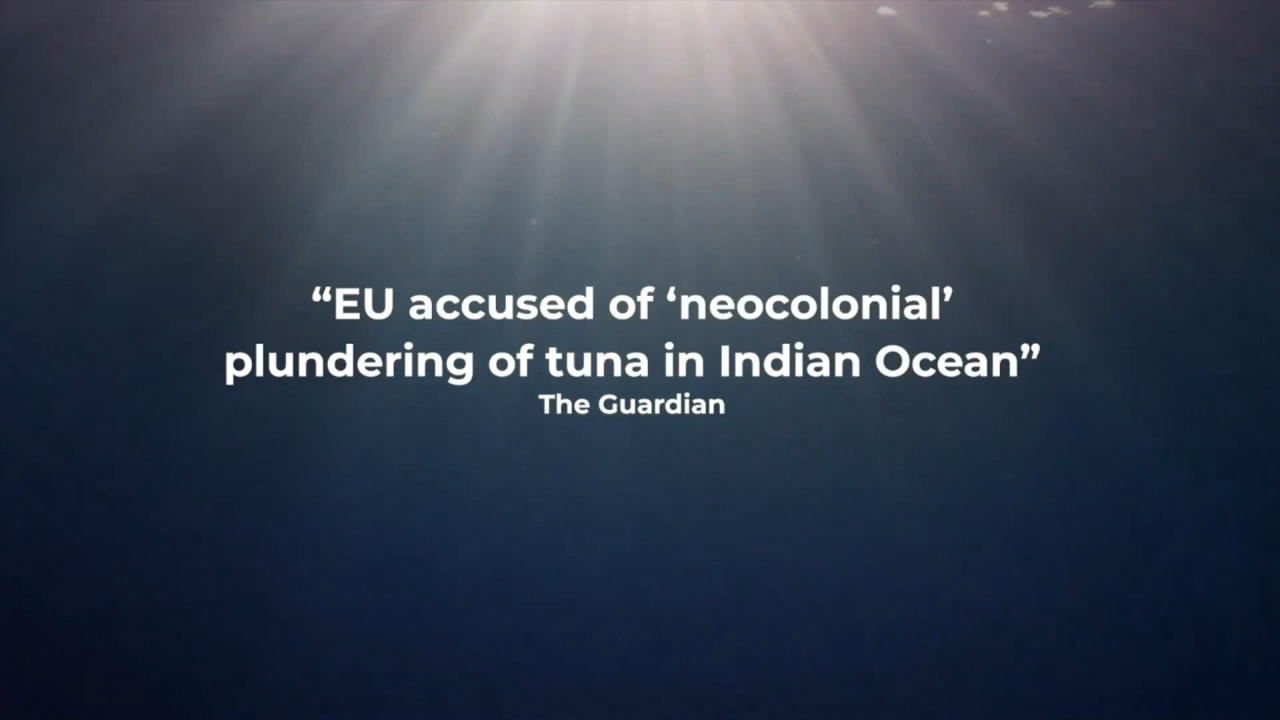 “EU accused of ‘neocolonial’
plundering of tuna in Indian Ocean”
The Guardian